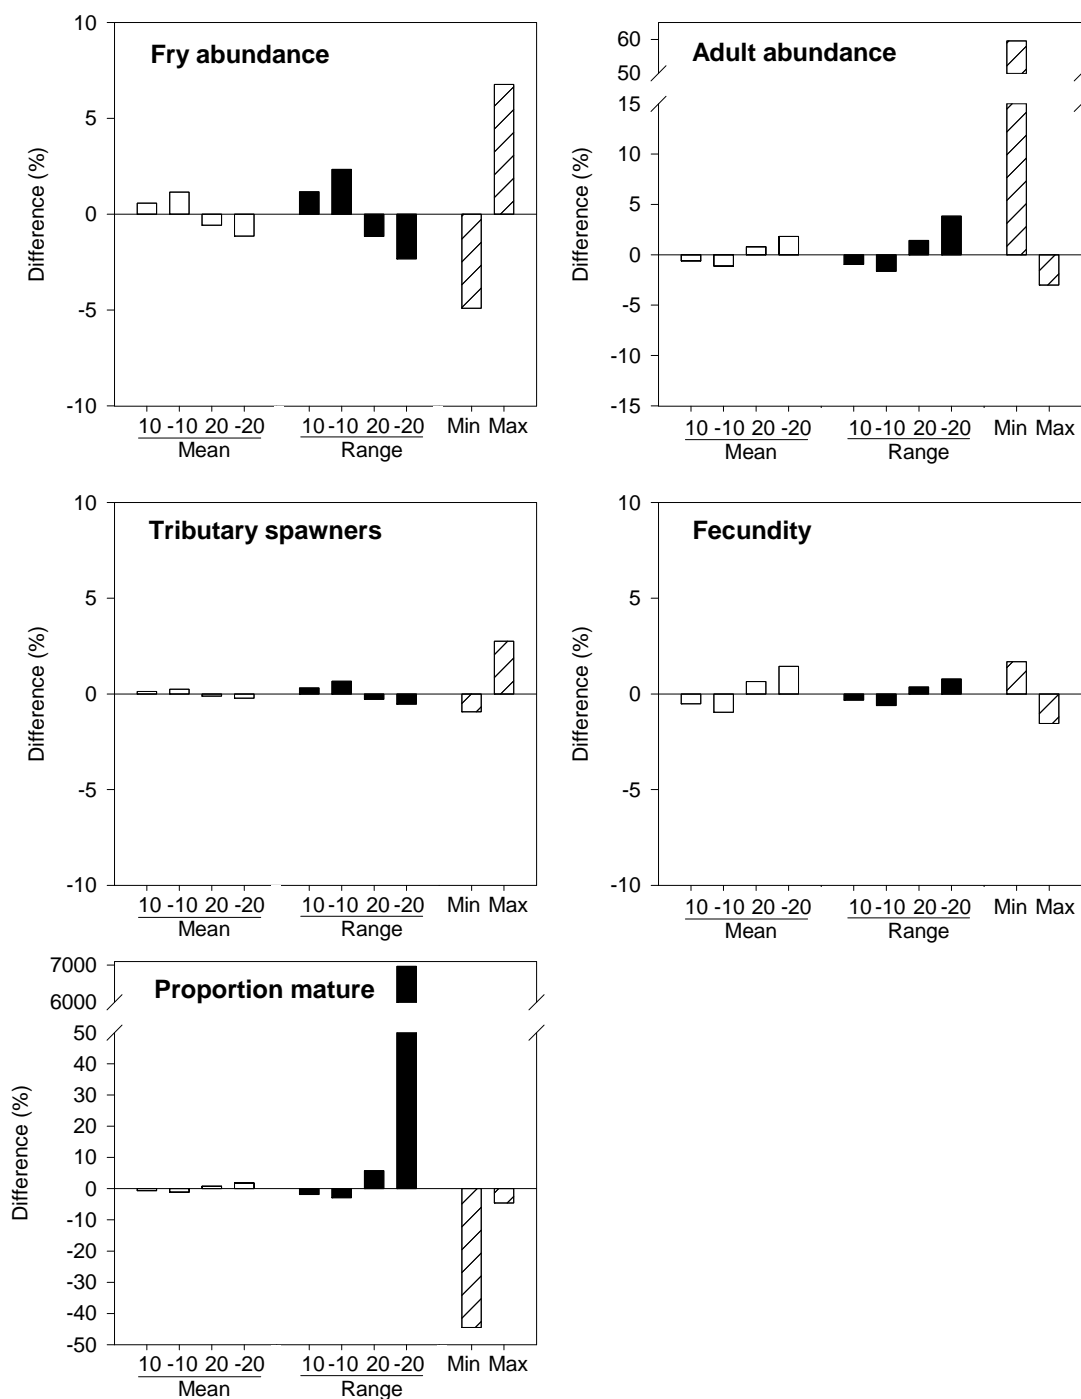 Fry abundance
Difference (%)
10
5
0
-5
-10
10 -10 20 -20 10 -10 20 -20 Min Max
Mean Range
Adult abundance
Difference (%)
60
50
15
10
5
0
-5
-10
-15
10 -10 20 -20 10 -10 20 -20 Min Max
Mean Range
Tributary spawners
Difference (%)
10
5
0
-5
-10
10 -10 20 -20 10 -10 20 -20 Min Max
Mean Range
Fecundity
Difference (%)
10
5
0
-5
-10
10 -10 20 -20 10 -10 20 -20 Min Max
Mean Range
Proportion mature
Difference (%)
7000
6000
50
40
30
20
10
0
-10
-20
-30
-40
-50
10 -10 20 -20 10 -10 20 -20 Min Max
Mean Range